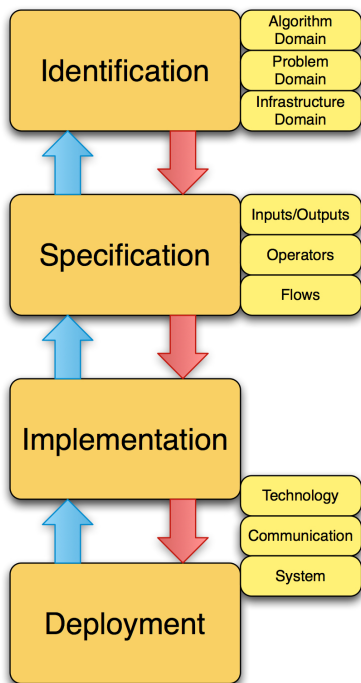 Identification
Algorithm
Domain
Problem
Domain
Infrastructure
Domain
Specification
Inputs/Outputs
Operators
Flows
Implementation
Technology
Communication
System
Deployment